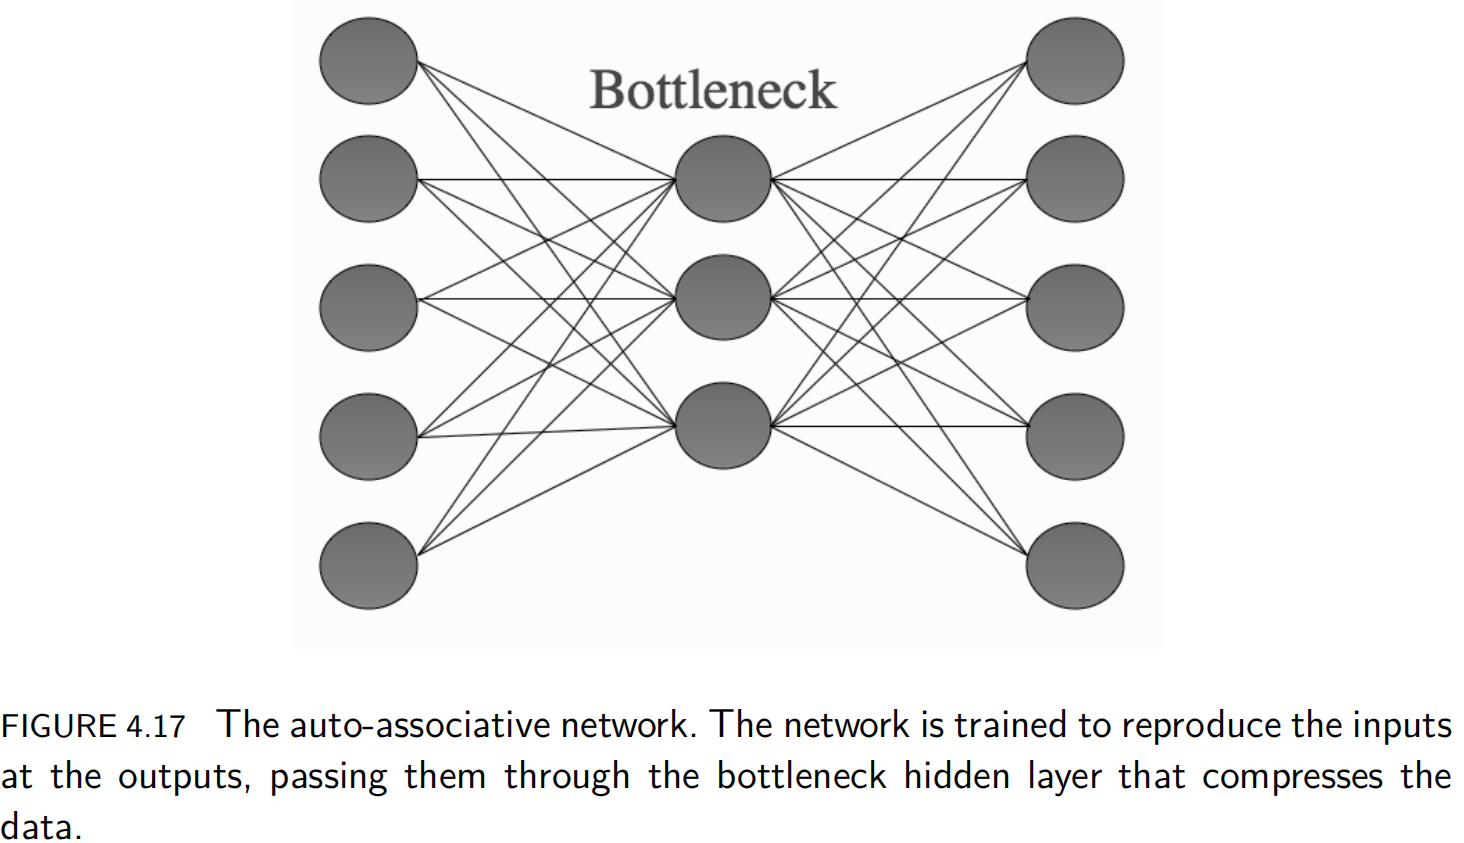 Bottleneck
FIGURE 4.17 The auto-associative network. The network is trained to reproduce the inputs
at the outputs, passing them through the bottleneck hidden layer that compresses the
data.